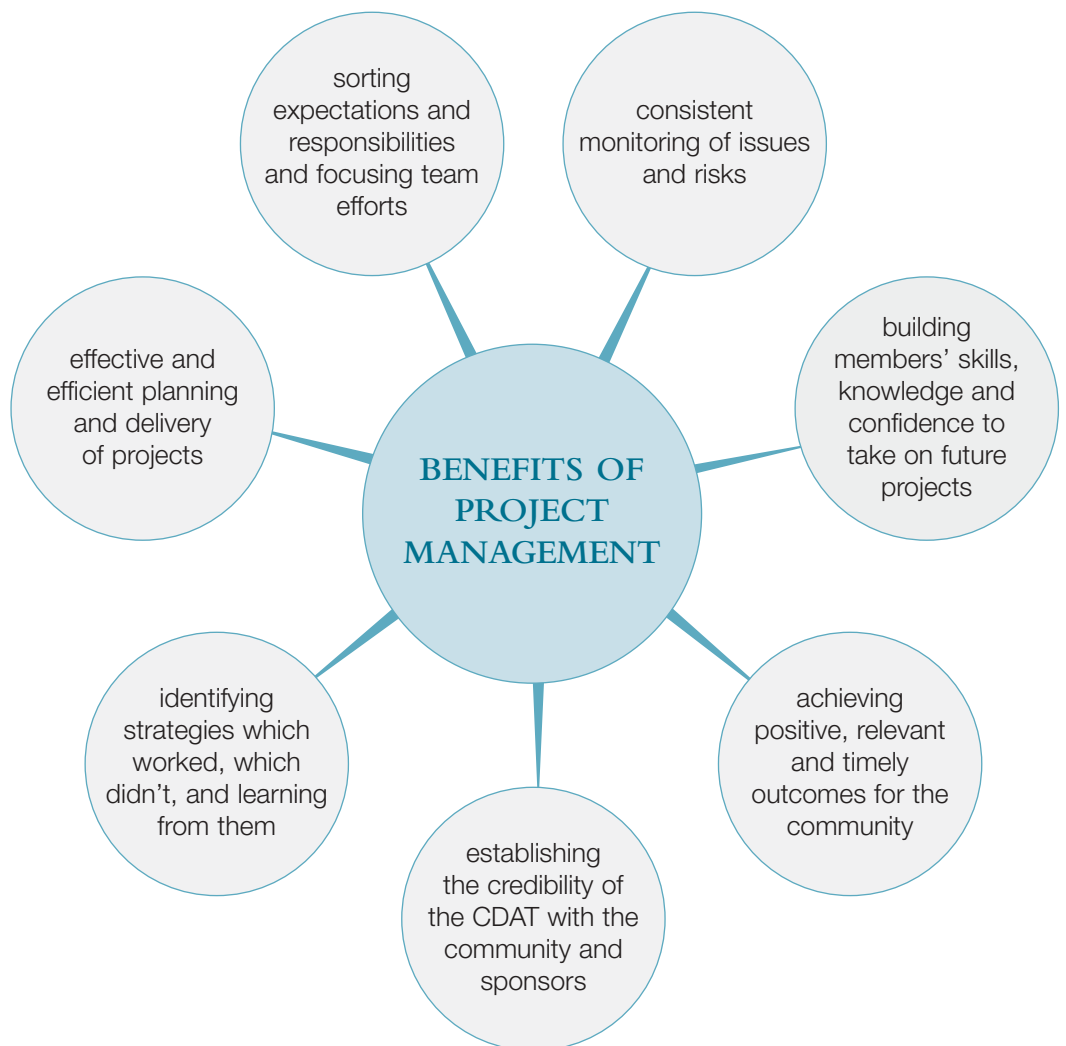 sorting
expectations and
responsibilities
and focusing team
efforts
consistent
monitoring of issues
and risks
effective and
efficient planning
and delivery
of projects
building
members’ skills,
knowledge and
confidence to
take on future
projects
BENEFITS OF
PROJECT
MANAGEMENT
identifying
strategies which
worked, which
didn’t, and learning
from them
achieving
positive, relevant
and timely
outcomes for the
community
establishing
the credibility of
the CDAT with the
community and
sponsors